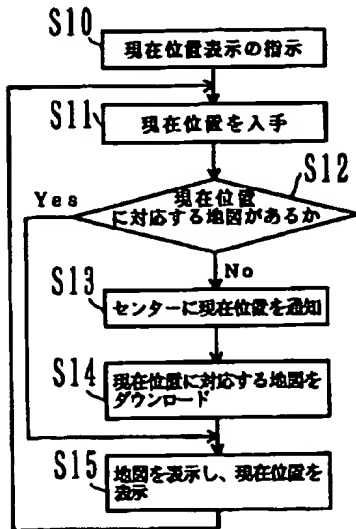 S10
現在位置表示の指示
S11
現在位置を入手
S12
現在位置
に対応する地図があるか
Yes
No
S13
センターに現在位置を通知
S14
現在位置に対応する地図を
ダウンロード
S15
地図を表示し、現在位置を
表示